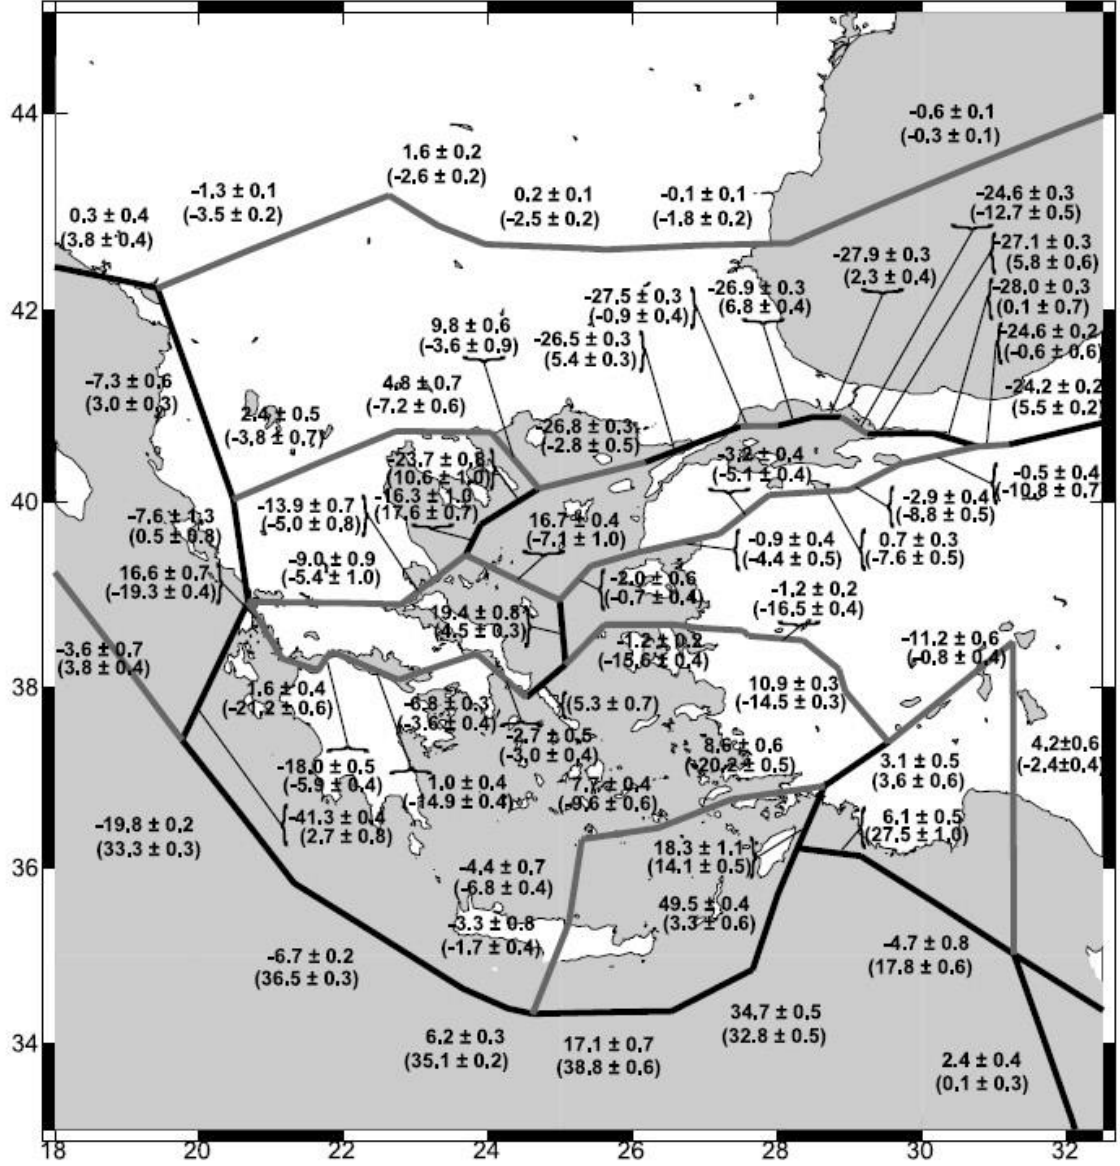 44
-0.6 ± 0.1
(-0.3 ± 0.1)
1.6 ± 0.2
(-2.6 ± 0.2)
-1.3 ± 0.1
(-3.5 ± 0.2)
0.2 ± 0.1
(-2.5 ± 0.2)
-0.1 ± 0.1
(-1.8 ± 0.2)
-24.6 ± 0.3
(-12.7 ± 0.5)
0.3 ± 0.4
(3.8 ± 0.4)
-27.1 ± 0.3
(5.8 ± 0.6)
-27.9 ± 0.3
(2.3 ± 0.4)
-28.0 ± 0.3
(0.1 ± 0.7)
42
-27.5 ± 0.3
(-0.9 ± 0.4)
-26.9 ± 0.3
(6.8 ± 0.4)
9.8 ± 0.6
(-3.6 ± 0.9)
-26.5 ± 0.3
(5.4 ± 0.3)
-24.6 ± 0.2
(-0.6 ± 0.6)
-7.3 ± 0.6
(3.0 ± 0.3)
4.8 ± 0.7
(-7.2 ± 0.6)
-24.2 ± 0.2
(5.5 ± 0.2)
2.4 ± 0.5
(-3.8 ± 0.7)
-26.8 ± 0.3
(-2.8 ± 0.5)
-23.7 ± 0.8
(10.6 ± 1.0)
-3.2 ± 0.4
(-5.1 ± 0.4)
-0.5 ± 0.4
(-10.8 ± 0.7)
40
-16.3 ± 1.0
(17.6 ± 0.7)
-13.9 ± 0.7
(-5.0 ± 0.8)
-2.9 ± 0.4
(-8.8 ± 0.5)
-7.6 ± 1.3
(0.5 ± 0.8)
16.7 ± 0.4
(-7.1 ± 1.0)
-0.9 ± 0.4
(-4.4 ± 0.5)
0.7 ± 0.3
(-7.6 ± 0.5)
-9.0 ± 0.9
(-5.4 ± 1.0)
16.6 ± 0.7
(-19.3 ± 0.4)
-2.0 ± 0.6
(-0.7 ± 0.4)
-1.2 ± 0.2
(-16.5 ± 0.4)
19.4 ± 0.8
(4.5 ± 0.3)
-1.2 ± 0.2
(-15.6 ± 0.4)
-11.2 ± 0.6
(-0.8 ± 0.4)
-3.6 ± 0.7
(3.8 ± 0.4)
38
1.6 ± 0.4
(-21.2 ± 0.6)
10.9 ± 0.3
(-14.5 ± 0.3)
-6.8 ± 0.3
(-3.6 ± 0.4)
(5.3 ± 0.7)
-2.7 ± 0.5
(-3.0 ± 0.4)
8.6 ± 0.6
(-20.2 ± 0.5)
4.2±0.6
(-2.4±0.4)
-18.0 ± 0.5
(-5.9 ± 0.4)
3.1 ± 0.5
(3.6 ± 0.6)
1.0 ± 0.4
(-14.9 ± 0.4)
7.7 ± 0.4
(-9.6 ± 0.6)
-41.3 ± 0.4
(2.7 ± 0.8)
6.1 ± 0.5
(27.5 ± 1.0)
-19.8 ± 0.2
(33.3 ± 0.3)
18.3 ± 1.1
(14.1 ± 0.5)
36
-4.4 ± 0.7
(-6.8 ± 0.4)
49.5 ± 0.4
(3.3 ± 0.6)
-3.3 ± 0.8
(-1.7 ± 0.4)
-4.7 ± 0.8
(17.8 ± 0.6)
-6.7 ± 0.2
(36.5 ± 0.3)
34.7 ± 0.5
(32.8 ± 0.5)
34
6.2 ± 0.3
(35.1 ± 0.2)
17.1 ± 0.7
(38.8 ± 0.6)
2.4 ± 0.4
(0.1 ± 0.3)
18 20 22 24 26 28 30 32